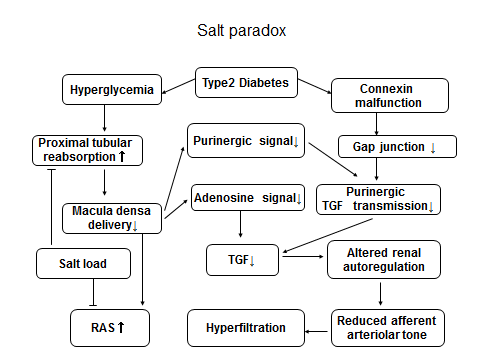 Salt paradox
Type2 Diabetes
Hyperglycemia
Connexin
malfunction
Proximal tubular
reabsorption ↑
Purinergic signal↓
Gap junction ↓
Adenosine signal↓
Purinergic
TGF transmission↓
Macula densa
delivery↓
Salt load
TGF↓
Altered renal
autoregulation
RAS ↑
Hyperfiltration
Reduced afferent
arteriolar tone